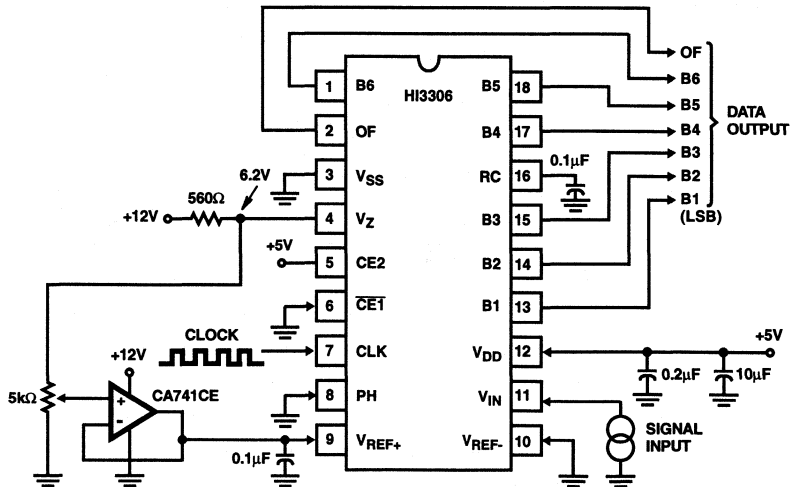 OF
B6
B5
B4
B3
B2
B1
(LSB)
DATA
OUTPUT
HI3306
1 B6
2 OF
3 VSS
4 VZ
5 CE2
6 CE1
7 CLK
8 PH
9 VREF+
B5 18
B4 17
RC 16
B3 15
B2 14
B1 13
VDD 12
VIN 11
VREF- 10
0.1µF
6.2V
560Ω
+12V
+5V
CLOCK
+12V
CA741CE
5kΩ
+
-
0.1µF
+5V
0.2µF
10µF
SIGNAL
INPUT